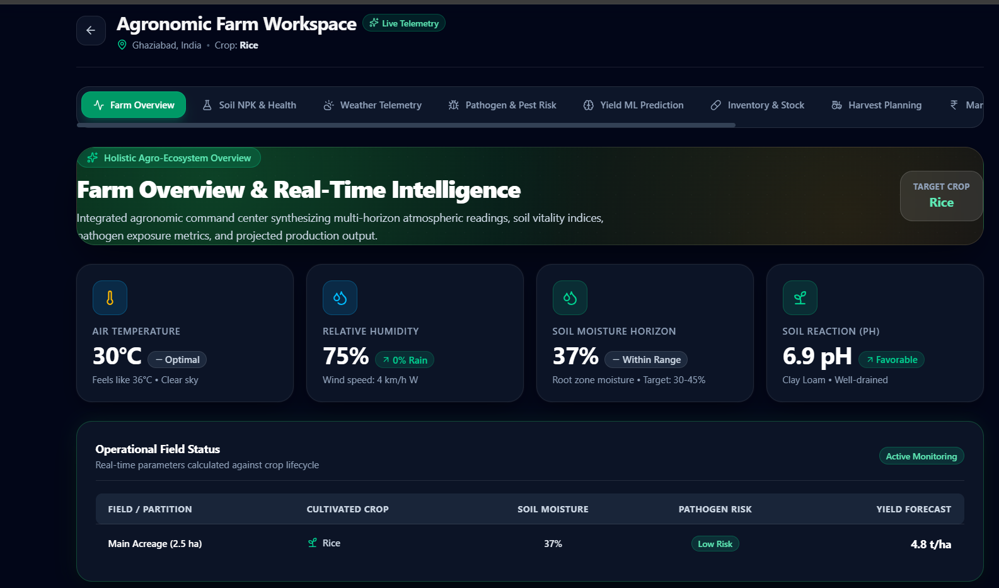 Agronomic Farm Workspace
Live Telemetry
Ghaziabad, India • Crop: Rice
Farm Overview
Soil NPK & Health
Weather Telemetry
Pathogen & Pest Risk
Yield ML Prediction
Inventory & Stock
Harvest Planning
₹ Mar
Holistic Agro-Ecosystem Overview
Farm Overview & Real-Time Intelligence
Integrated agronomic command center synthesizing multi-horizon atmospheric readings, soil vitality indices,
pathogen exposure metrics, and projected production output.
TARGET CROP
Rice
AIR TEMPERATURE
30°C — Optimal
Feels like 36°C • Clear sky
RELATIVE HUMIDITY
75% ↗ 0% Rain
Wind speed: 4 km/h W
SOIL MOISTURE HORIZON
37% — Within Range
Root zone moisture • Target: 30-45%
SOIL REACTION (PH)
6.9 pH ↗ Favorable
Clay Loam • Well-drained
Operational Field Status
Real-time parameters calculated against crop lifecycle
Active Monitoring
FIELD / PARTITION CULTIVATED CROP SOIL MOISTURE PATHOGEN RISK YIELD FORECAST
Main Acreage (2.5 ha) Rice 37% Low Risk 4.8 t/ha